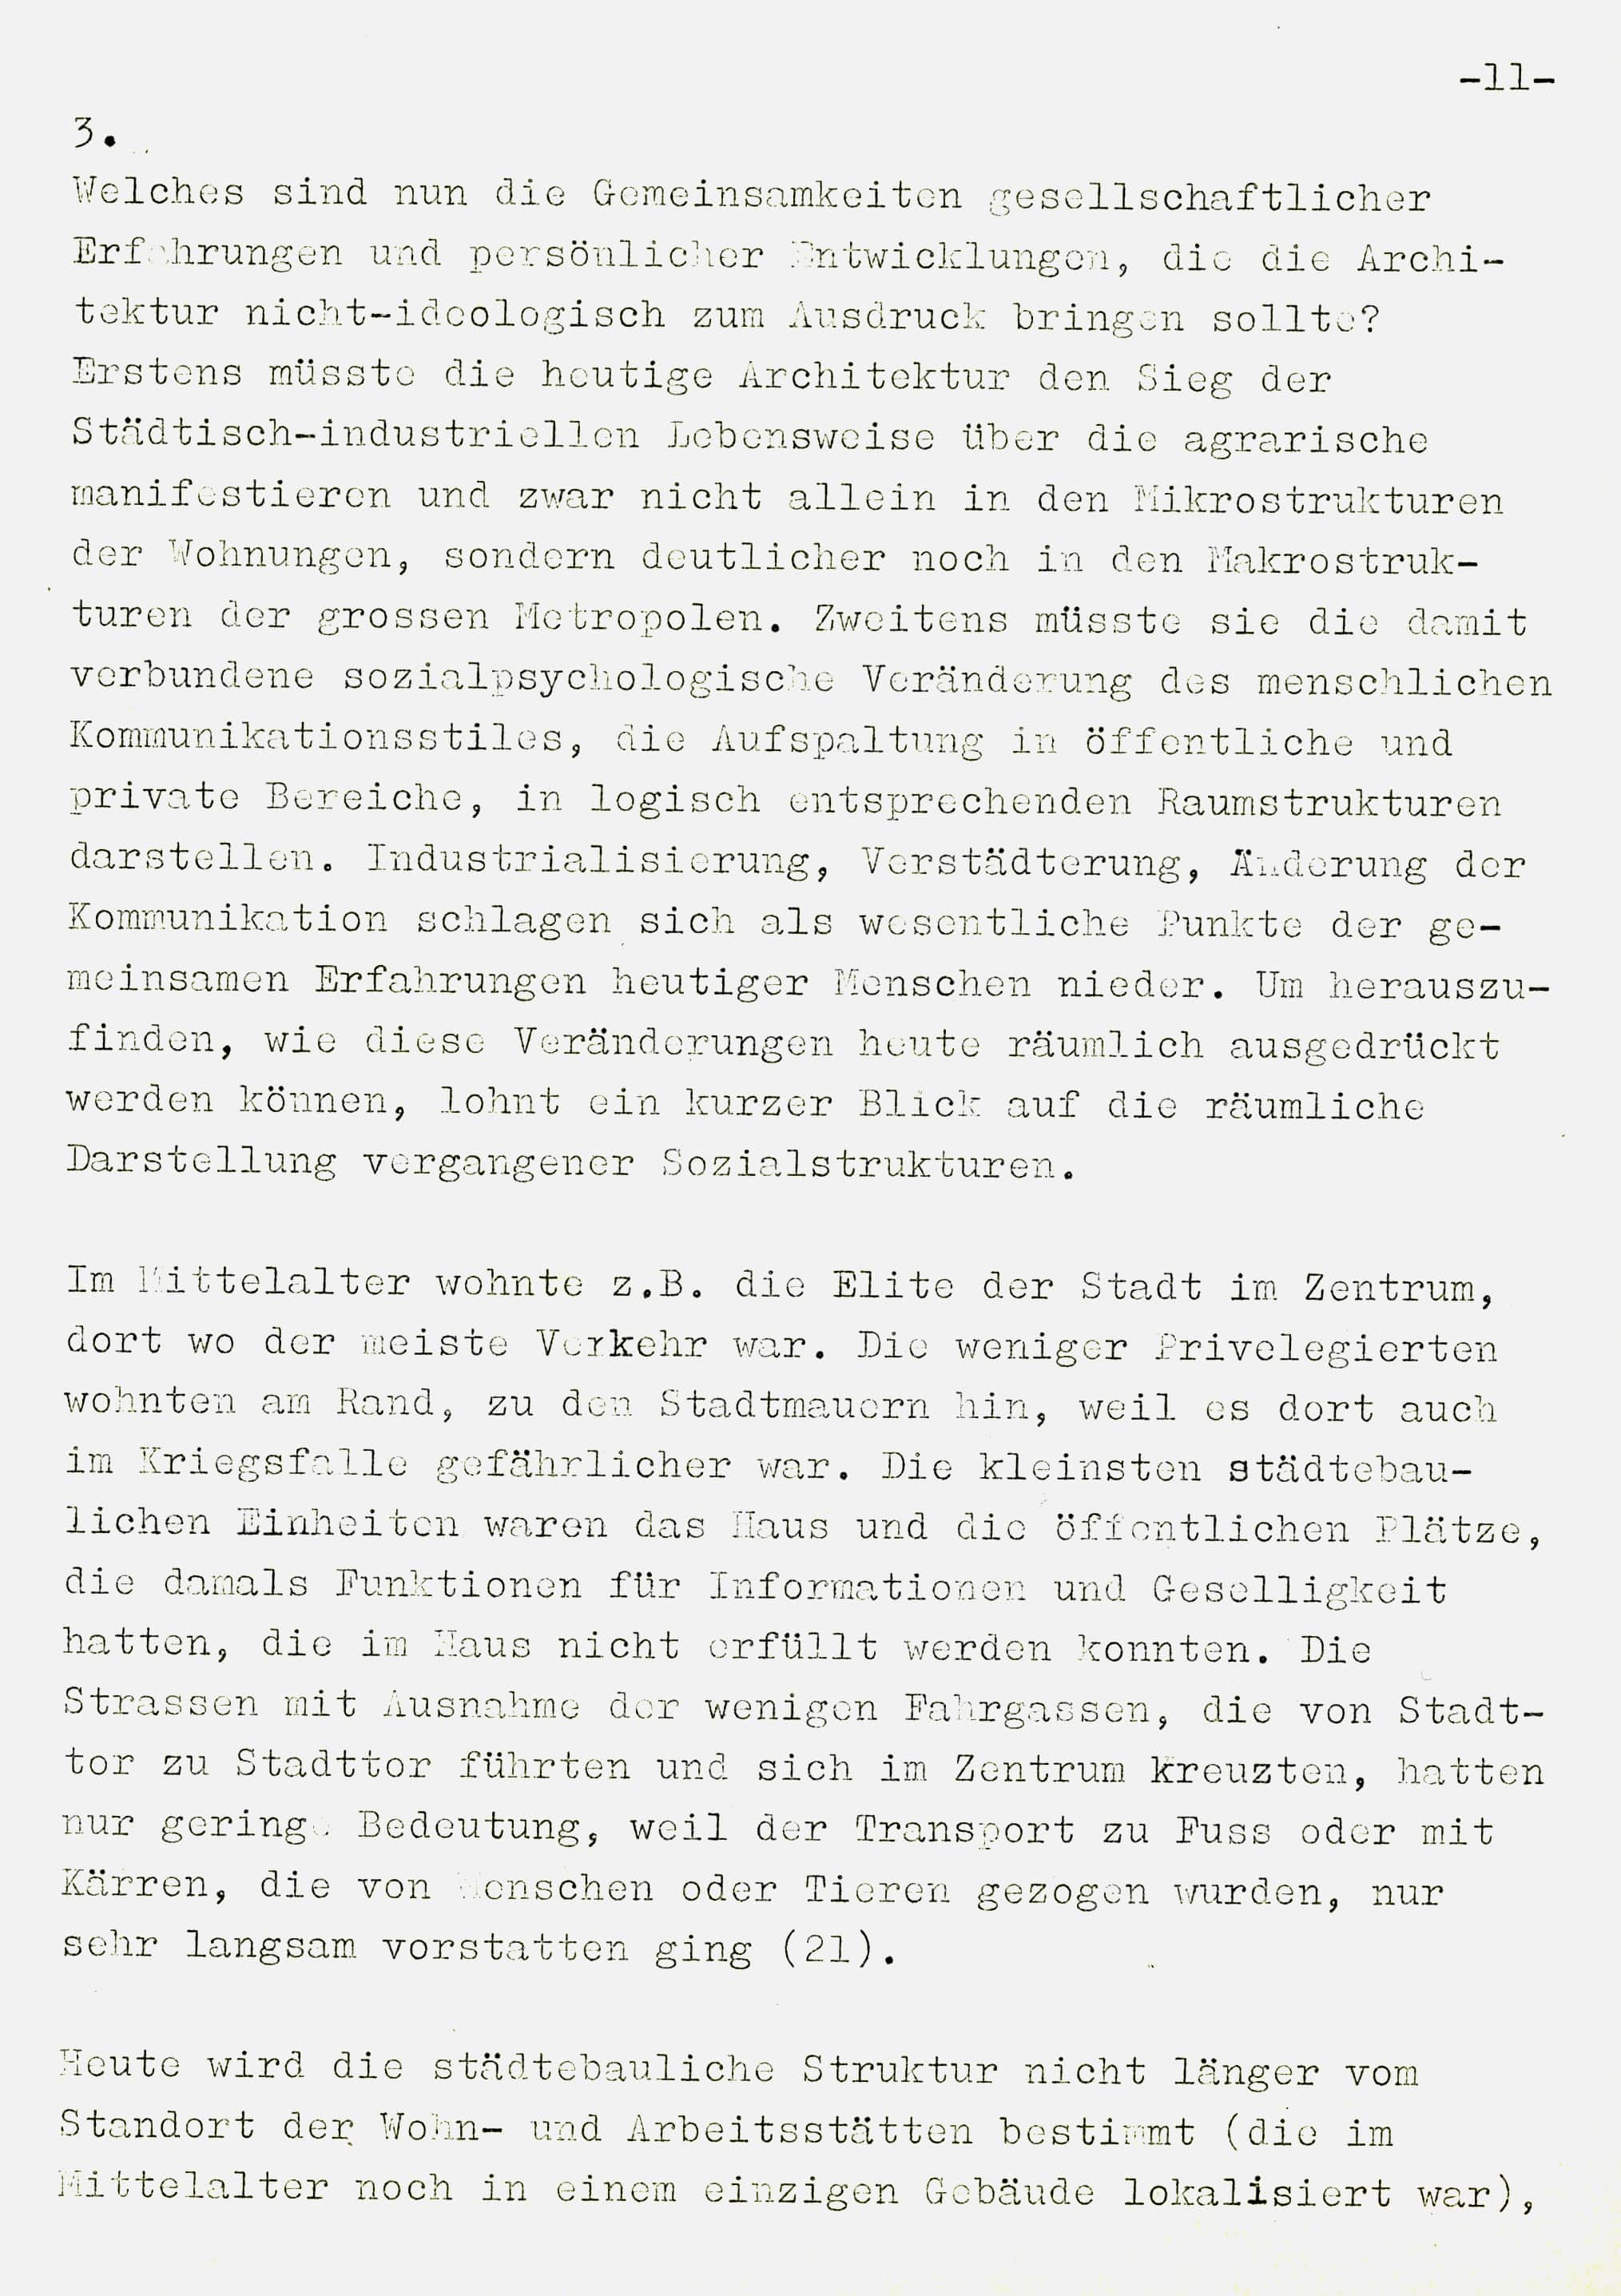 -11-
3.
Welches sind nun die Gemeinsamkeiten gesellschaftlicher
Erfahrungen und persönlicher Entwicklungen, die die Archi-
tektur nicht-ideologisch zum Ausdruck bringen sollte?
Erstens müsste die heutige Architektur den Sieg der
Städtisch-industriellen Lebensweise über die agrarische
manifestieren und zwar nicht allein in den Mikrostrukturen
der Wohnungen, sondern deutlicher noch in den Makrostruk-
turen der grossen Metropolen. Zweitens müsste sie die damit
verbundene sozialpsychologische Veränderung des menschlichen
Kommunikationsstiles, die Aufspaltung in öffentliche und
private Bereiche, in logisch entsprechenden Raumstrukturen
darstellen. Industrialisierung, Verstädterung, Änderung der
Kommunikation schlagen sich als wesentliche Punkte der ge-
meinsamen Erfahrungen heutiger Menschen nieder. Um herauszu-
finden, wie diese Veränderungen heute räumlich ausgedrückt
werden können, lohnt ein kurzer Blick auf die räumliche
Darstellung vergangener Sozialstrukturen.
Im Mittelalter wohnte z.B. die Elite der Stadt im Zentrum,
dort wo der meiste Verkehr war. Die weniger Privelegierten
wohnten am Rand, zu den Stadtmauern hin, weil es dort auch
im Kriegsfalle gefährlicher war. Die kleinsten städtebau-
lichen Einheiten waren das Haus und die öffentlichen Plätze,
die damals Funktionen für Informationen und Geselligkeit
hatten, die im Haus nicht erfüllt werden konnten. Die
Strassen mit Ausnahme der wenigen Fahrgassen, die von Stadt-
tor zu Stadttor führten und sich im Zentrum kreuzten, hatten
nur geringe Bedeutung, weil der Transport zu Fuss oder mit
Kärren, die von Menschen oder Tieren gezogen wurden, nur
sehr langsam vorstatten ging (21).
Heute wird die städtebauliche Struktur nicht länger vom
Standort der Wohn- und Arbeitsstätten bestimmt (die im
Mittelalter noch in einem einzigen Gebäude lokalisiert war),